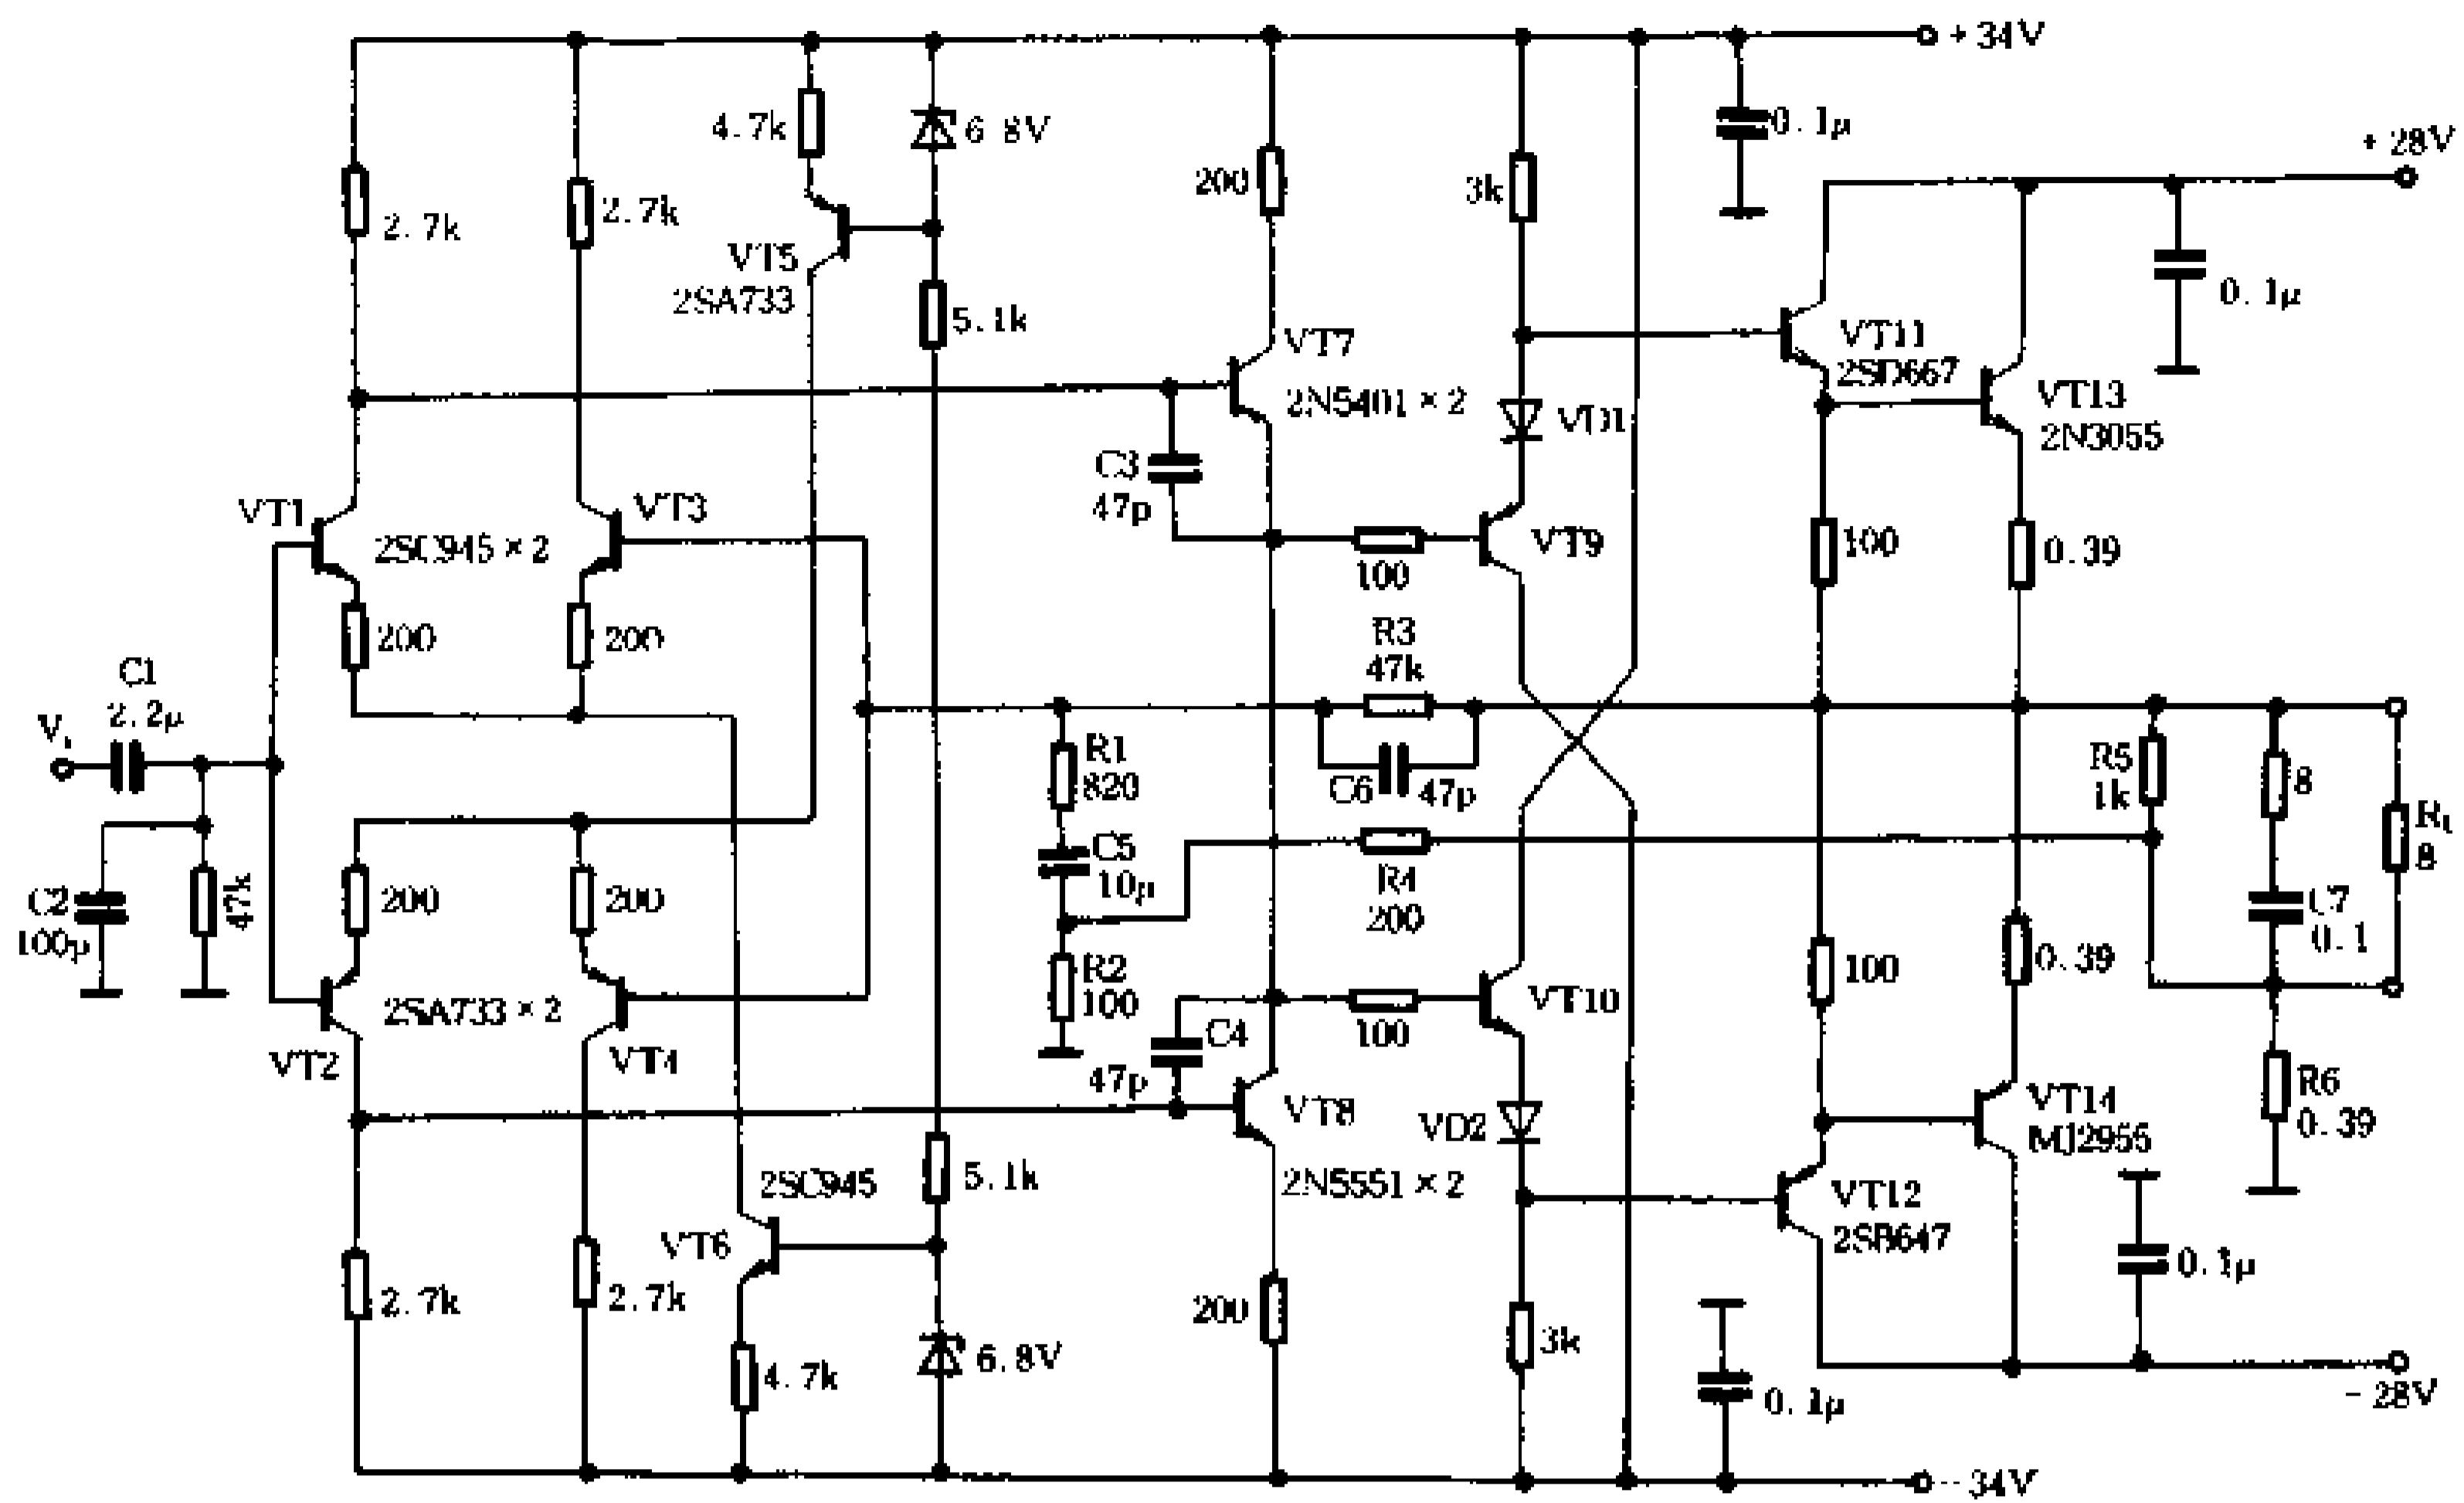 +34V
4.7k
6 8V
0.1μ
+28V
200
3k
2.7k
2.7k
VT5
2SA733
5.1k
0.1μ
VT7
2N5401×2
VT11
2SD667
VD1
VT13
2N3055
C3
47p
VT1
2SC945×2
VT3
100
VT9
100
0.39
200
200
R3
47k
C1
2.2μ
R1
820
C6
47p
R5
1k
8
8
C5
10μ
R4
200
C2
100μ
47k
200
200
R2
100
C7
0.1
2SA733×2
VT2
VT4
C4
47p
100
VT10
100
0.39
VT8
2N5551×2
VD2
VT14
MJ2955
R6
0.39
2SC945
VT6
5.1k
VT12
2SB647
0.1μ
2.7k
2.7k
4.7k
6.8V
200
3k
0.1μ
-28V
-34V